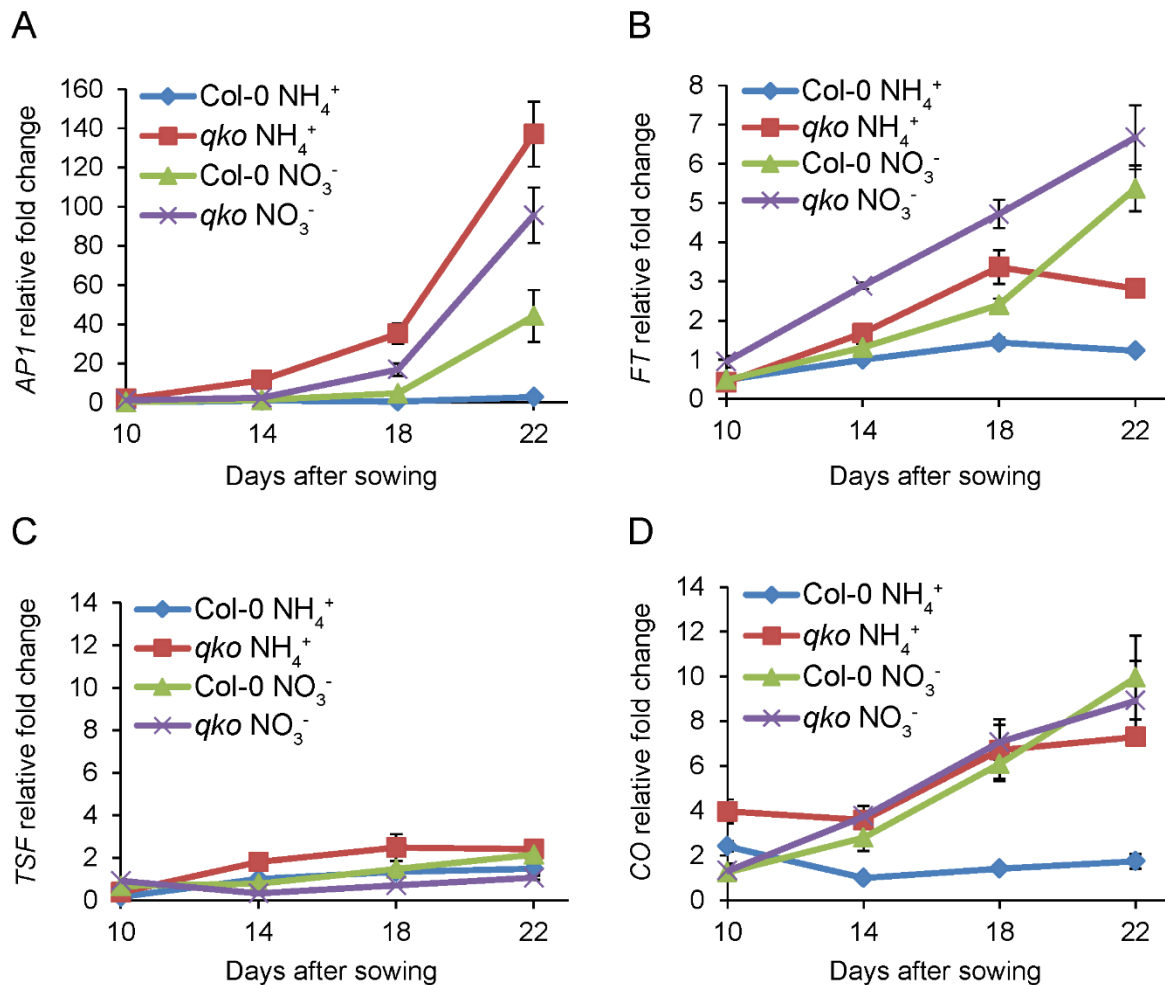 A
AP1 relative fold change
160
140
120
100
80
60
40
20
0
Col-0 NH₄⁺
qko NH₄⁺
Col-0 NO₃⁻
qko NO₃⁻
10 14 18 22
Days after sowing
B
FT relative fold change
8
7
6
5
4
3
2
1
0
Col-0 NH₄⁺
qko NH₄⁺
Col-0 NO₃⁻
qko NO₃⁻
10 14 18 22
Days after sowing
C
TSF relative fold change
14
12
10
8
6
4
2
0
Col-0 NH₄⁺
qko NH₄⁺
Col-0 NO₃⁻
qko NO₃⁻
10 14 18 22
Days after sowing
D
CO relative fold change
14
12
10
8
6
4
2
0
Col-0 NH₄⁺
qko NH₄⁺
Col-0 NO₃⁻
qko NO₃⁻
10 14 18 22
Days after sowing